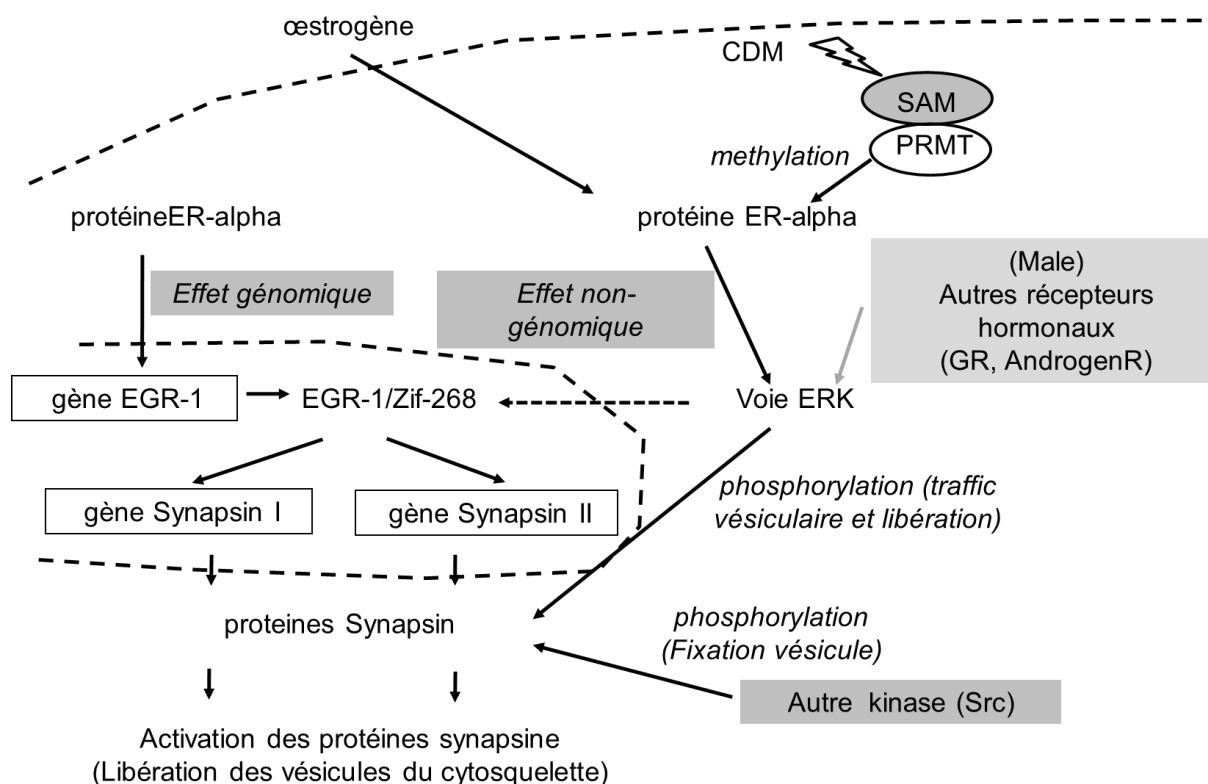 œstrogène
CDM
SAM
PRMT
methylation
protéineER-alpha
protéine ER-alpha
(Male)
Autres récepteurs
hormonaux
(GR, AndrogenR)
Effet génomique
Effet non-
génomique
gène EGR-1
EGR-1/Zif-268
Voie ERK
gène Synapsin I
gène Synapsin II
phosphorylation (traffic
vésiculaire et libération)
proteines Synapsin
phosphorylation
(Fixation vésicule)
Autre kinase (Src)
Activation des protéines synapsine
(Libération des vésicules du cytosquelette)